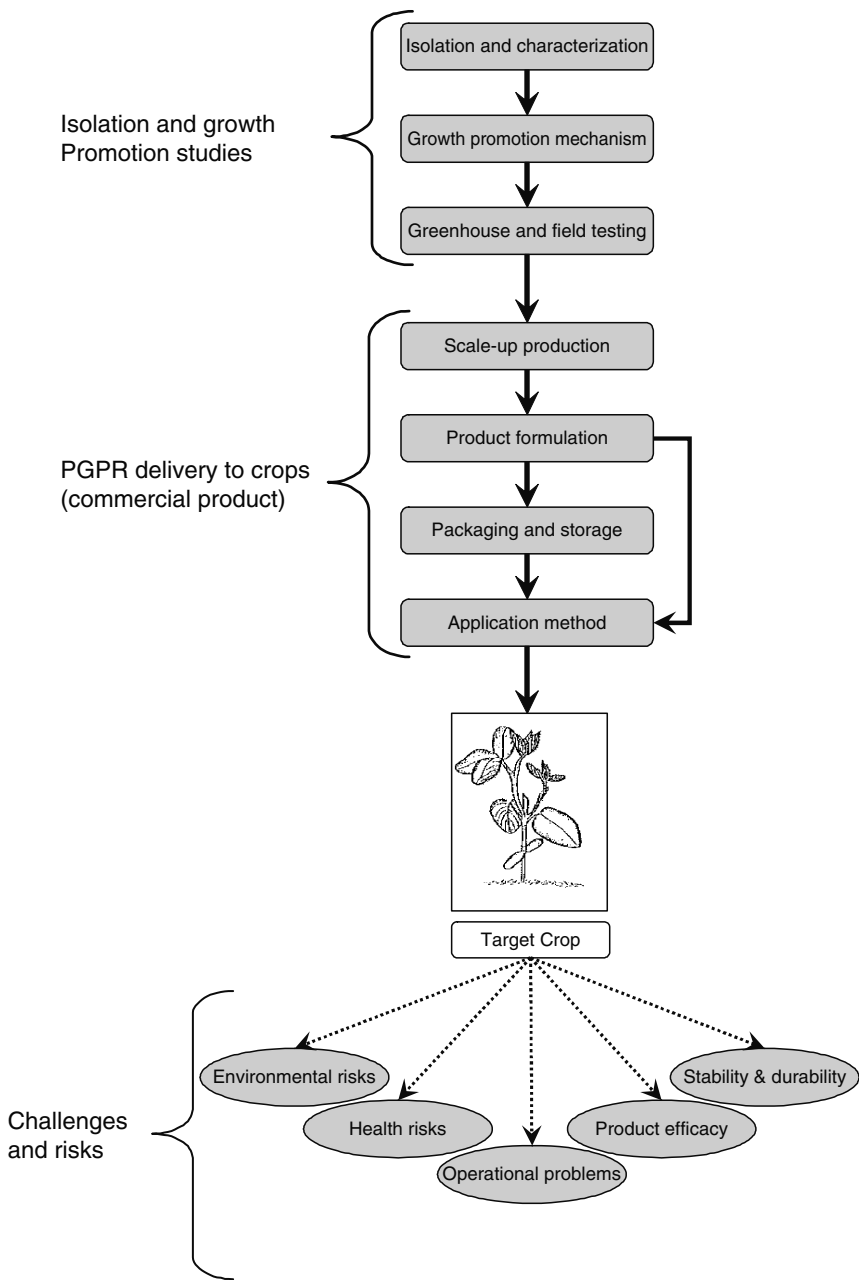 Isolation and characterization
Isolation and growth
Promotion studies
Growth promotion mechanism
Greenhouse and field testing
Scale-up production
Product formulation
PGPR delivery to crops
(commercial product)
Packaging and storage
Application method
Target Crop
Environmental risks
Stability & durability
Challenges
and risks
Health risks
Product efficacy
Operational problems